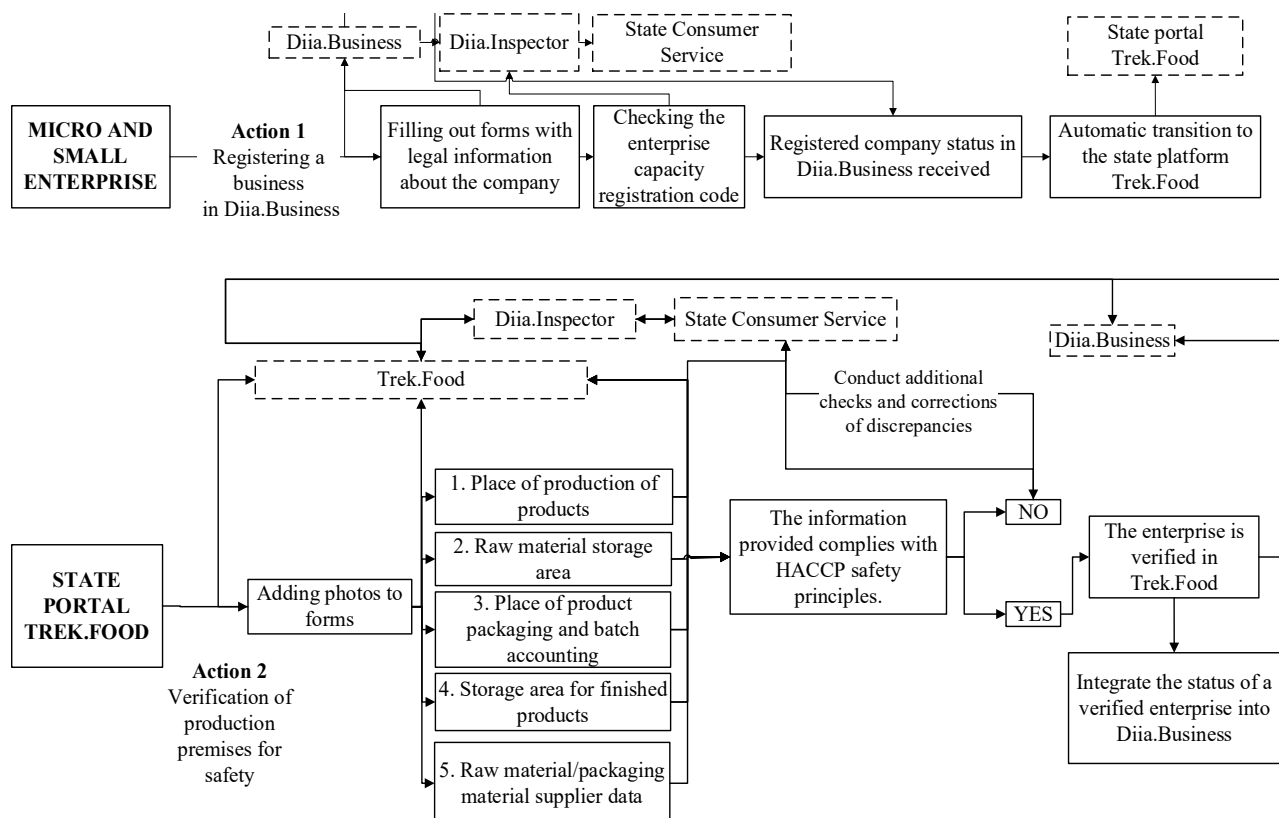 Diia.Business
Diia.Inspector
State Consumer
Service
State portal
Trek.Food
MICRO AND
SMALL
ENTERPRISE
Action 1
Registering a
business
in Diia.Business
Filling out forms with
legal information
about the company
Checking the
enterprise
capacity
registration code
Registered company status in
Diia.Business received
Automatic transition to
the state platform
Trek.Food
Diia.Inspector
State Consumer Service
Diia.Business
Trek.Food
Conduct additional
checks and corrections
of discrepancies
STATE
PORTAL
TREK.FOOD
Action 2
Verification of
production
premises for
safety
Adding photos to
forms
1. Place of production of
products
2. Raw material storage
area
3. Place of product
packaging and batch
accounting
4. Storage area for finished
products
5. Raw material/packaging
material supplier data
The information
provided complies with
HACCP safety
principles.
NO
YES
The enterprise is
verified in
Trek.Food
Integrate the status of a
verified enterprise into
Diia.Business